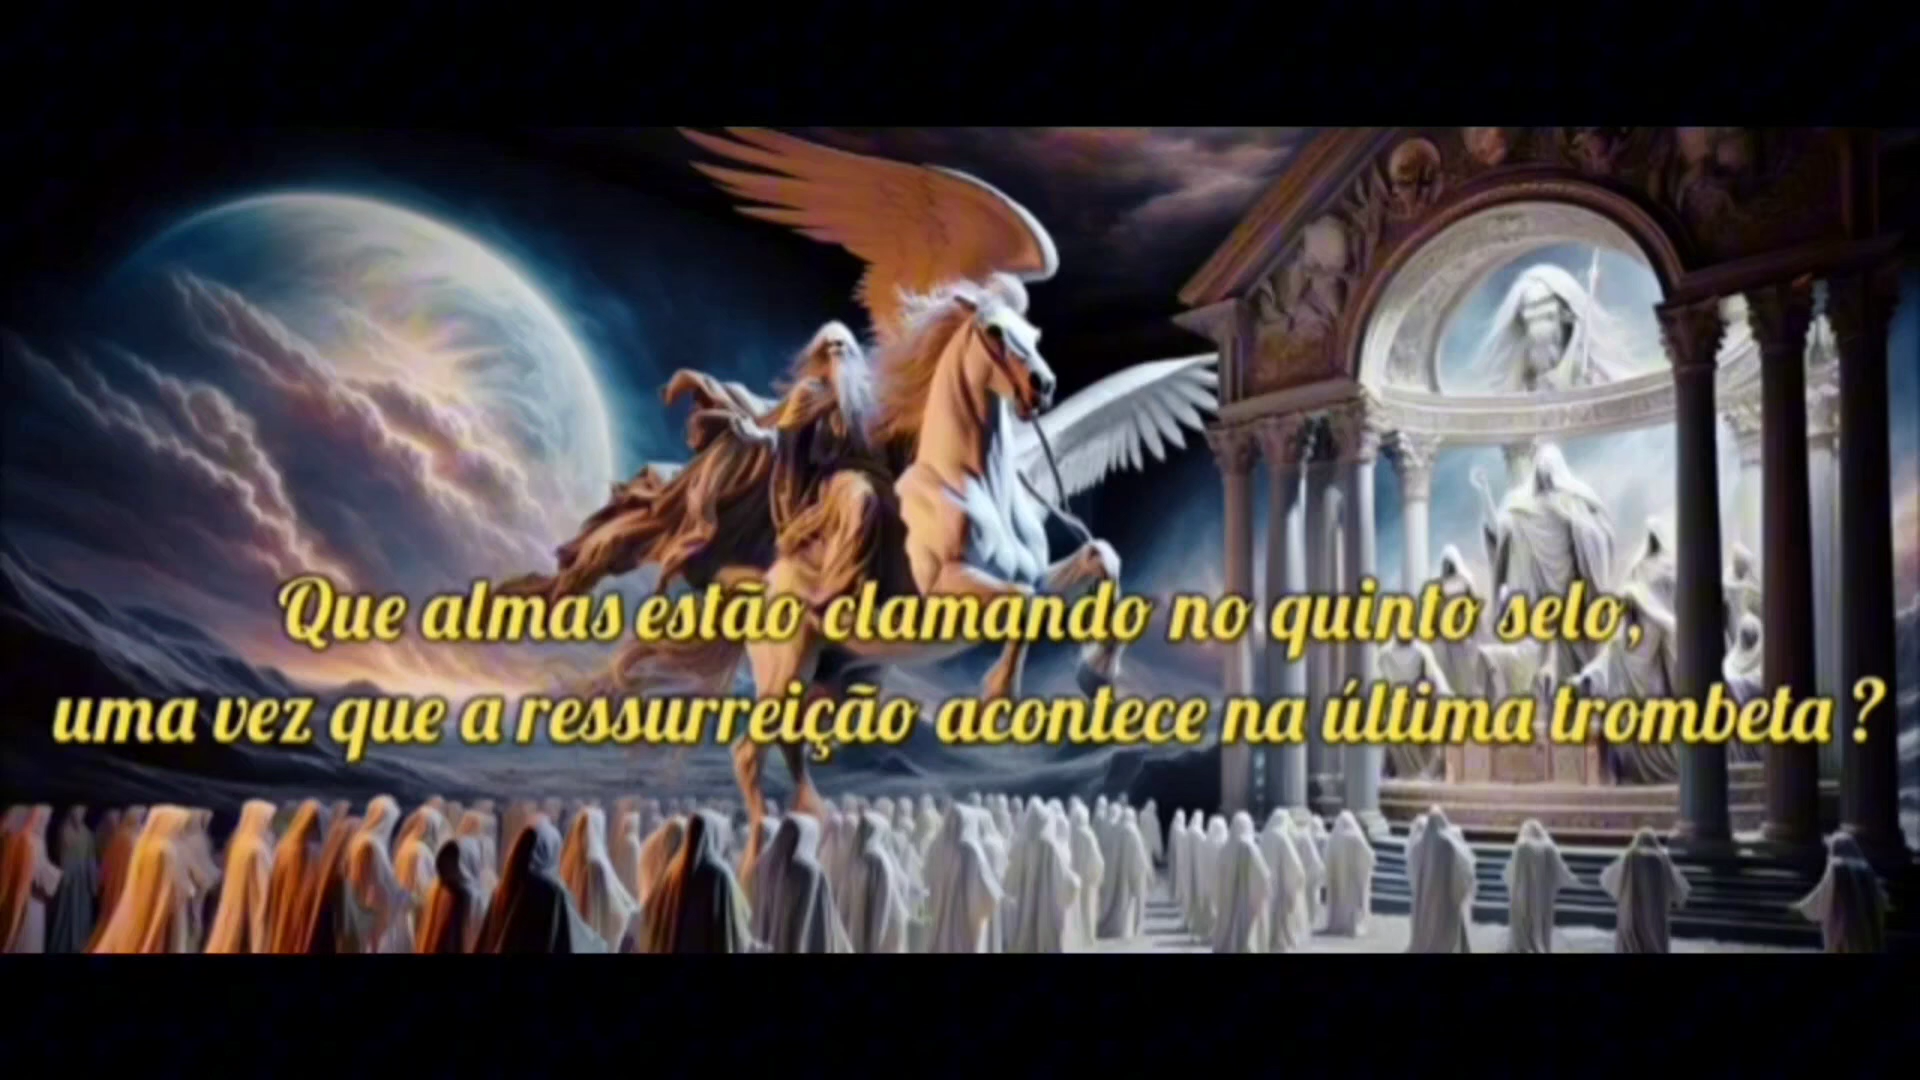 Que almas estão clamando no quinto selo,
uma vez que a ressurreição acontece na última trombeta ?